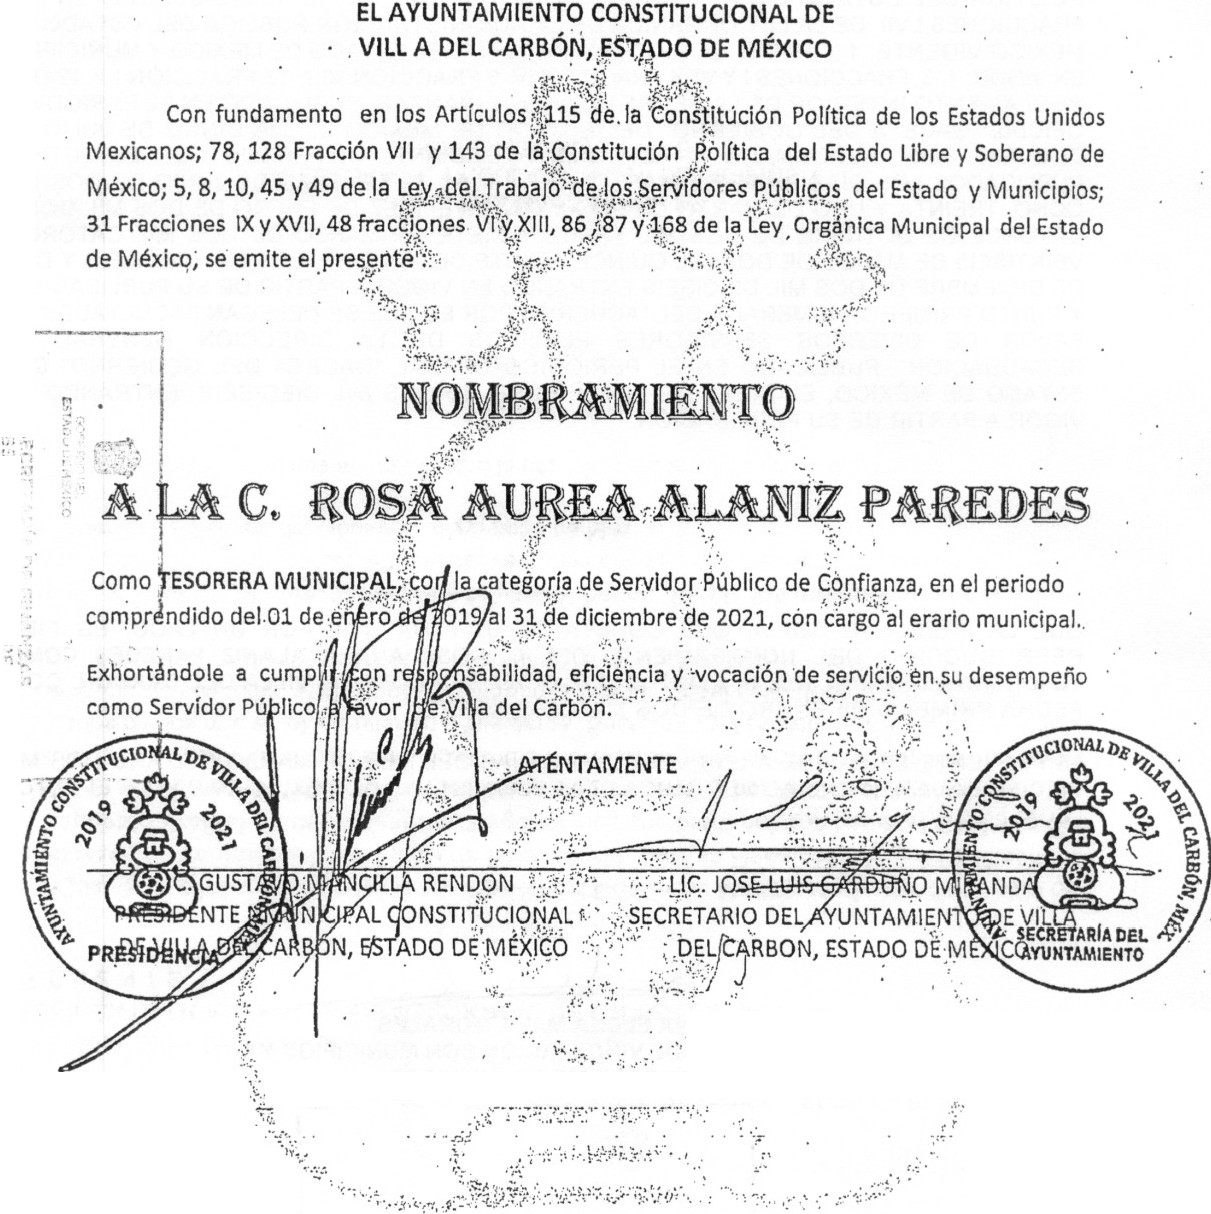 EL AYUNTAMIENTO CONSTITUCIONAL DE
VILL A DEL CARBÓN, ESTADO DE MÉXICO
Con fundamento en los Artículos 115 de la Constitución Política de los Estados Unidos
Mexicanos; 78, 128 Fracción VII y 143 de la Constitución Política del Estado Libre y Soberano de
México; 5, 8, 10, 45 y 49 de la Ley del Trabajo de los Servidores Públicos del Estado y Municipios;
31 Fracciones IX y XVII, 48 fracciones VI y XIII, 86, 87 y 168 de la Ley Orgánica Municipal del Estado
de México, se emite el presente:
NOMBRAMIENTO
A LA C. ROSA AUREA ALANIZ PAREDES
Como TESORERA MUNICIPAL, con la categoría de Servidor Público de Confianza, en el periodo
comprendido del 01 de enero de 2019 al 31 de diciembre de 2021, con cargo al erario municipal.
Exhortándole a cumplir con responsabilidad, eficiencia y vocación de servicio en su desempeño
como Servidor Público a favor de Villa del Carbón.
ATENTAMENTE
AYUNTAMIENTO CONSTITUCIONAL DE VILLA DEL CARBÓN
2019 2021
PRESIDENCIA
C. GUSTAVO MANCILLA RENDON
PRESIDENTE MUNICIPAL CONSTITUCIONAL
DE VILLA DEL CARBÓN, ESTADO DE MÉXICO
LIC. JOSE LUIS GARDUÑO MIRANDA
SECRETARIO DEL AYUNTAMIENTO DE VILLA
DEL CARBON, ESTADO DE MÉXICO
AYUNTAMIENTO CONSTITUCIONAL DE VILLA DEL CARBÓN, MÉX.
2019 2021
SECRETARÍA DEL
AYUNTAMIENTO